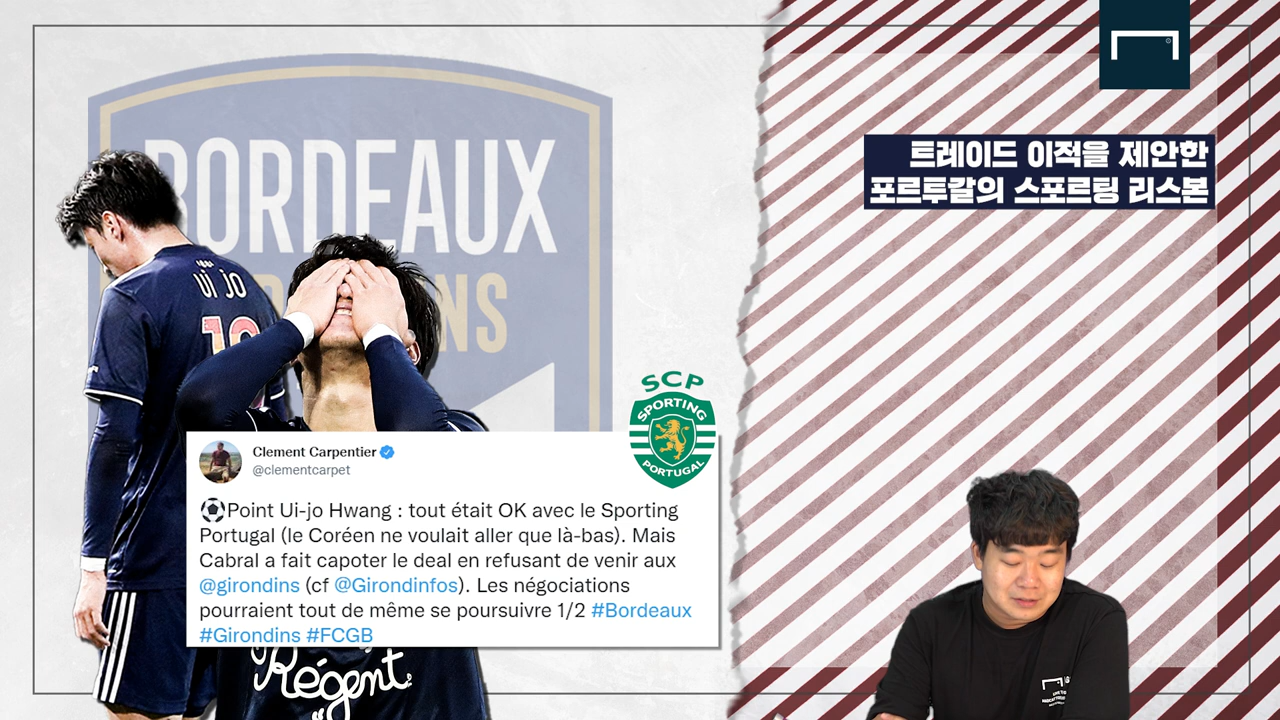 트레이드 이적을 제안한
포르투갈의 스포르팅 리스본
BORDEAUX
ui jo
SCP
SPORTING
PORTUGAL
Clement Carpentier
@clementcarpet
Point Ui-jo Hwang : tout était OK avec le Sporting
Portugal (le Coréen ne voulait aller que là-bas). Mais
Cabral a fait capoter le deal en refusant de venir aux
@girondins (cf @Girondinfos). Les négociations
pourraient tout de même se poursuivre 1/2 #Bordeaux
#Girondins #FCGB
Régent